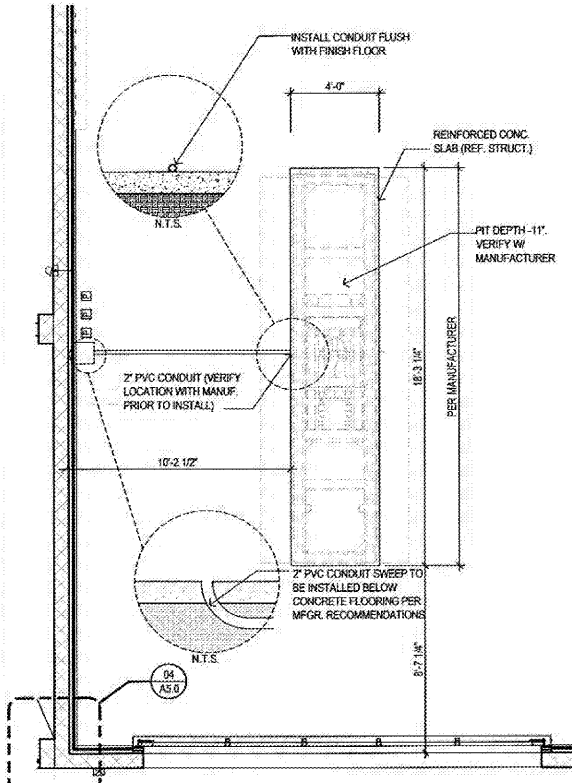 INSTALL CONDUIT FLUSH
WITH FINISH FLOOR
4'-0"
REINFORCED CONC.
SLAB (REF. STRUCT.)
N.T.S.
PIT DEPTH -11".
VERIFY W/
MANUFACTURER
2" PVC CONDUIT (VERIFY
LOCATION WITH MANUF.
PRIOR TO INSTALL)
18'-3 1/4"
PER MANUFACTURER
10'-2 1/2"
2" PVC CONDUIT SWEEP TO
BE INSTALLED BELOW
CONCRETE FLOORING PER
MFGR. RECOMMENDATIONS
N.T.S.
8'-7 1/4"
04
A5.0